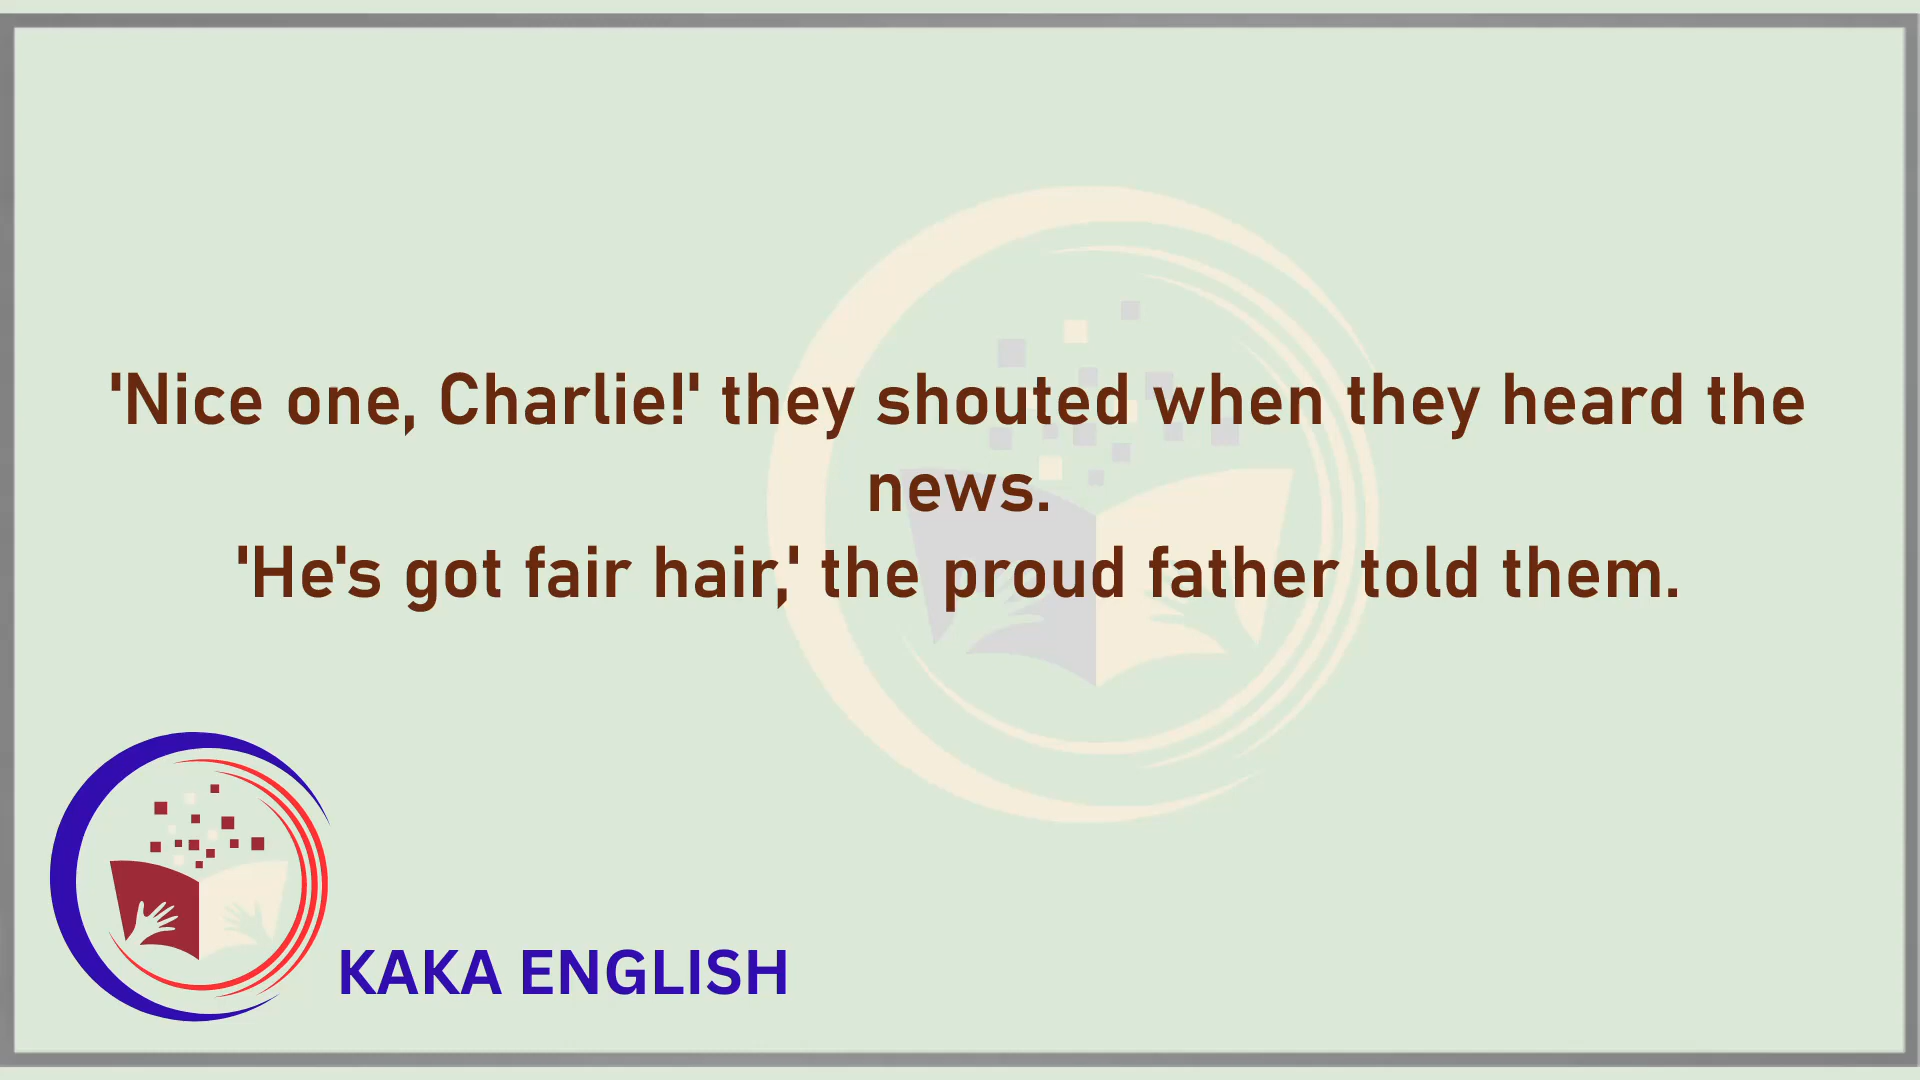 'Nice one, Charlie!' they shouted when they heard the
news.
'He's got fair hair,' the proud father told them.
KAKA ENGLISH